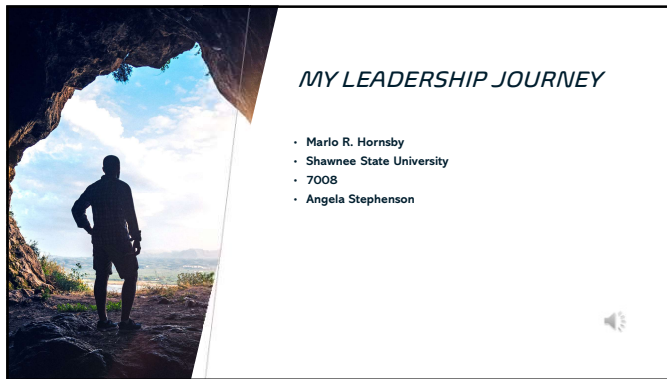 MY LEADERSHIP JOURNEY
• Marlo R. Hornsby
• Shawnee State University
• 7008
• Angela Stephenson